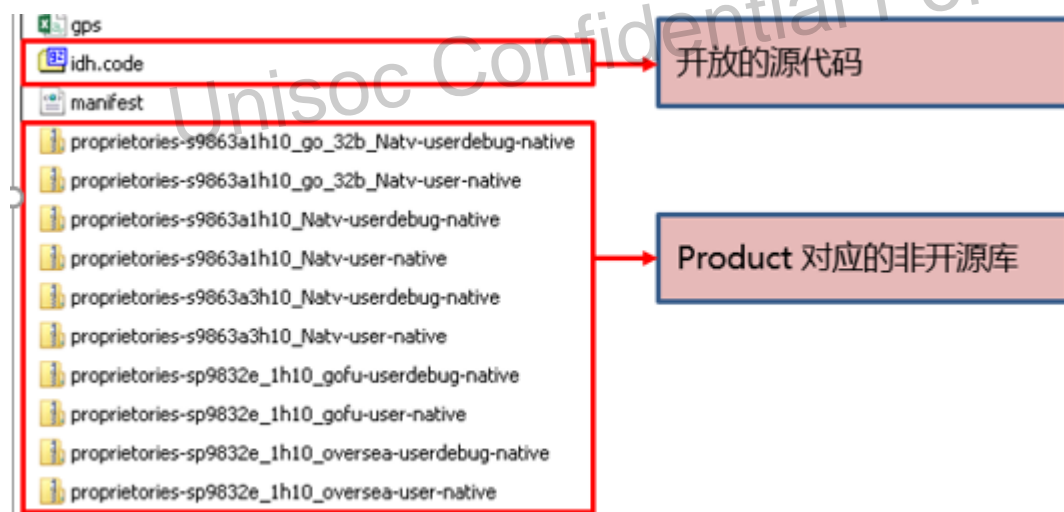 gps
idh.code
manifest
proprietories-s9863a1h10_go_32b_Natv-userdebug-native
proprietories-s9863a1h10_go_32b_Natv-user-native
proprietories-s9863a1h10_Natv-userdebug-native
proprietories-s9863a1h10_Natv-user-native
proprietories-s9863a3h10_Natv-userdebug-native
proprietories-s9863a3h10_Natv-user-native
proprietories-sp9832e_1h10_gofu-userdebug-native
proprietories-sp9832e_1h10_gofu-user-native
proprietories-sp9832e_1h10_oversea-userdebug-native
proprietories-sp9832e_1h10_oversea-user-native
开放的源代码
Product 对应的非开源库
Unisoc Confidential For